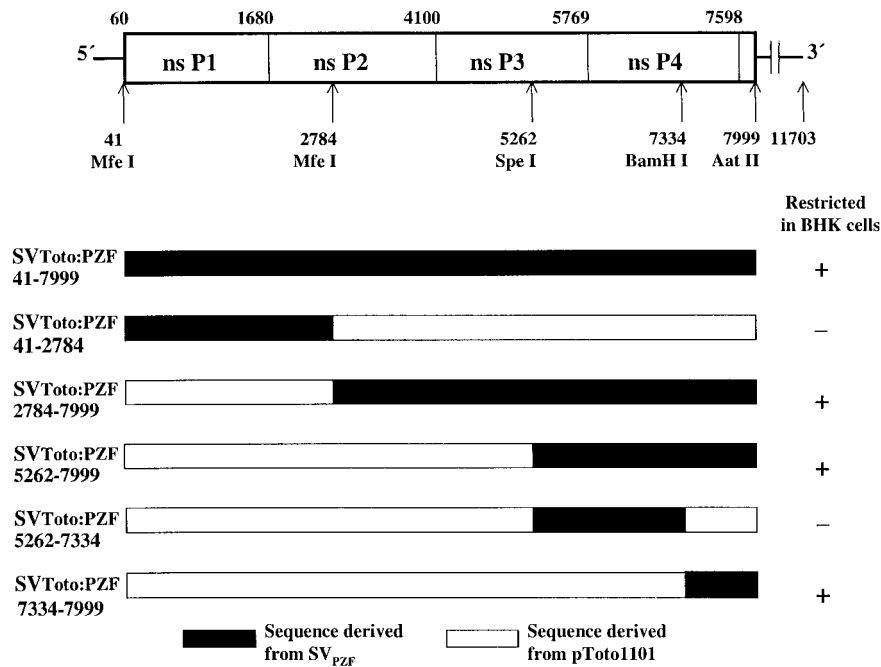 60 1680 4100 5769 7598
5´ ns P1 ns P2 ns P3 ns P4 3´
41 2784 5262 7334 7999 11703
Mfe I Mfe I Spe I BamH I Aat II
Restricted
in BHK cells
SVToto:PZF
41-7999 +
SVToto:PZF
41-2784 –
SVToto:PZF
2784-7999 +
SVToto:PZF
5262-7999 +
SVToto:PZF
5262-7334 –
SVToto:PZF
7334-7999 +
Sequence derived
from SVPZF
Sequence derived
from pToto1101